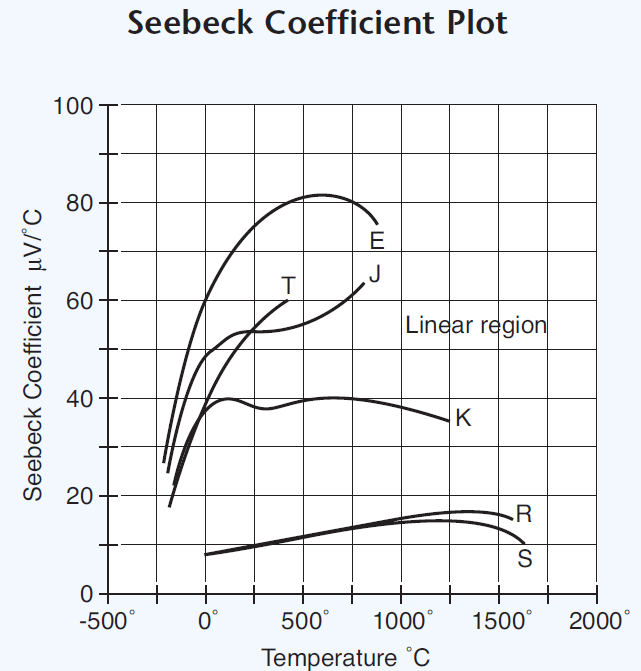 Seebeck Coefficient Plot
Seebeck Coefficient μV/°C
100
80
60
40
20
0
E
J
T
Linear region
K
R
S
-500° 0° 500° 1000° 1500° 2000°
Temperature °C